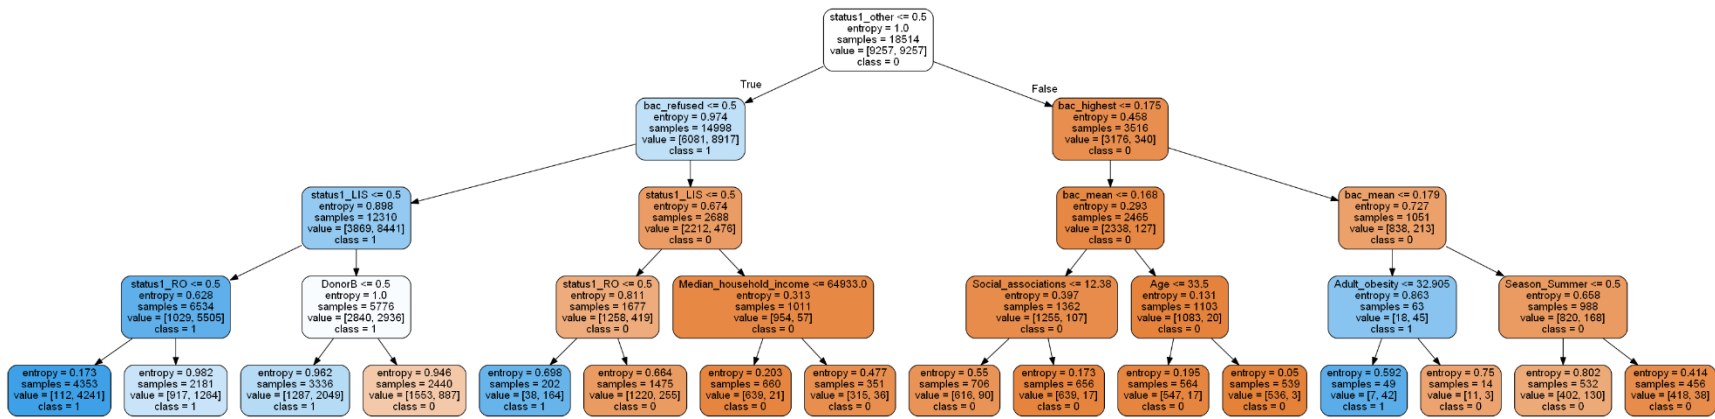 status1_other <= 0.5
entropy = 1.0
samples = 18514
value = [9257, 9257]
class = 0
True
False
bac_refused <= 0.5
entropy = 0.974
samples = 14998
value = [6081, 8917]
class = 1
bac_highest <= 0.175
entropy = 0.458
samples = 3516
value = [3176, 340]
class = 0
status1_LIS <= 0.5
entropy = 0.898
samples = 12310
value = [3869, 8441]
class = 1
status1_LIS <= 0.5
entropy = 0.674
samples = 2688
value = [2212, 476]
class = 0
bac_mean <= 0.168
entropy = 0.293
samples = 2465
value = [2338, 127]
class = 0
bac_mean <= 0.179
entropy = 0.727
samples = 1051
value = [838, 213]
class = 0
status1_RO <= 0.5
entropy = 0.628
samples = 6534
value = [1029, 5505]
class = 1
DonorB <= 0.5
entropy = 1.0
samples = 5776
value = [2840, 2936]
class = 1
status1_RO <= 0.5
entropy = 0.811
samples = 1677
value = [1258, 419]
class = 0
Median_household_income <= 64933.0
entropy = 0.313
samples = 1011
value = [954, 57]
class = 0
Social_associations <= 12.38
entropy = 0.397
samples = 1362
value = [1255, 107]
class = 0
Age <= 33.5
entropy = 0.131
samples = 1103
value = [1083, 20]
class = 0
Adult_obesity <= 32.905
entropy = 0.863
samples = 63
value = [18, 45]
class = 1
Season_Summer <= 0.5
entropy = 0.658
samples = 988
value = [820, 168]
class = 0
entropy = 0.173
samples = 4353
value = [112, 4241]
class = 1
entropy = 0.982
samples = 2181
value = [917, 1264]
class = 1
entropy = 0.962
samples = 3336
value = [1287, 2049]
class = 1
entropy = 0.946
samples = 2440
value = [1553, 887]
class = 0
entropy = 0.698
samples = 202
value = [38, 164]
class = 1
entropy = 0.664
samples = 1475
value = [1220, 255]
class = 0
entropy = 0.203
samples = 660
value = [639, 21]
class = 0
entropy = 0.477
samples = 351
value = [315, 36]
class = 0
entropy = 0.55
samples = 706
value = [616, 90]
class = 0
entropy = 0.173
samples = 656
value = [639, 17]
class = 0
entropy = 0.195
samples = 564
value = [547, 17]
class = 0
entropy = 0.05
samples = 539
value = [536, 3]
class = 0
entropy = 0.592
samples = 49
value = [7, 42]
class = 1
entropy = 0.75
samples = 14
value = [11, 3]
class = 0
entropy = 0.802
samples = 532
value = [402, 130]
class = 0
entropy = 0.414
samples = 456
value = [418, 38]
class = 0